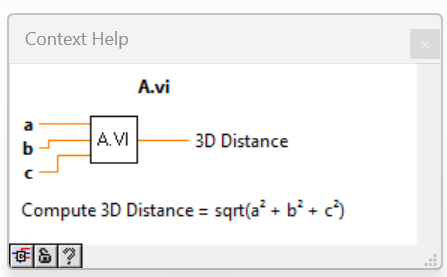 Context Help
A.vi
a
b
c
A.VI
3D Distance
Compute 3D Distance = sqrt(a² + b² + c²)
?